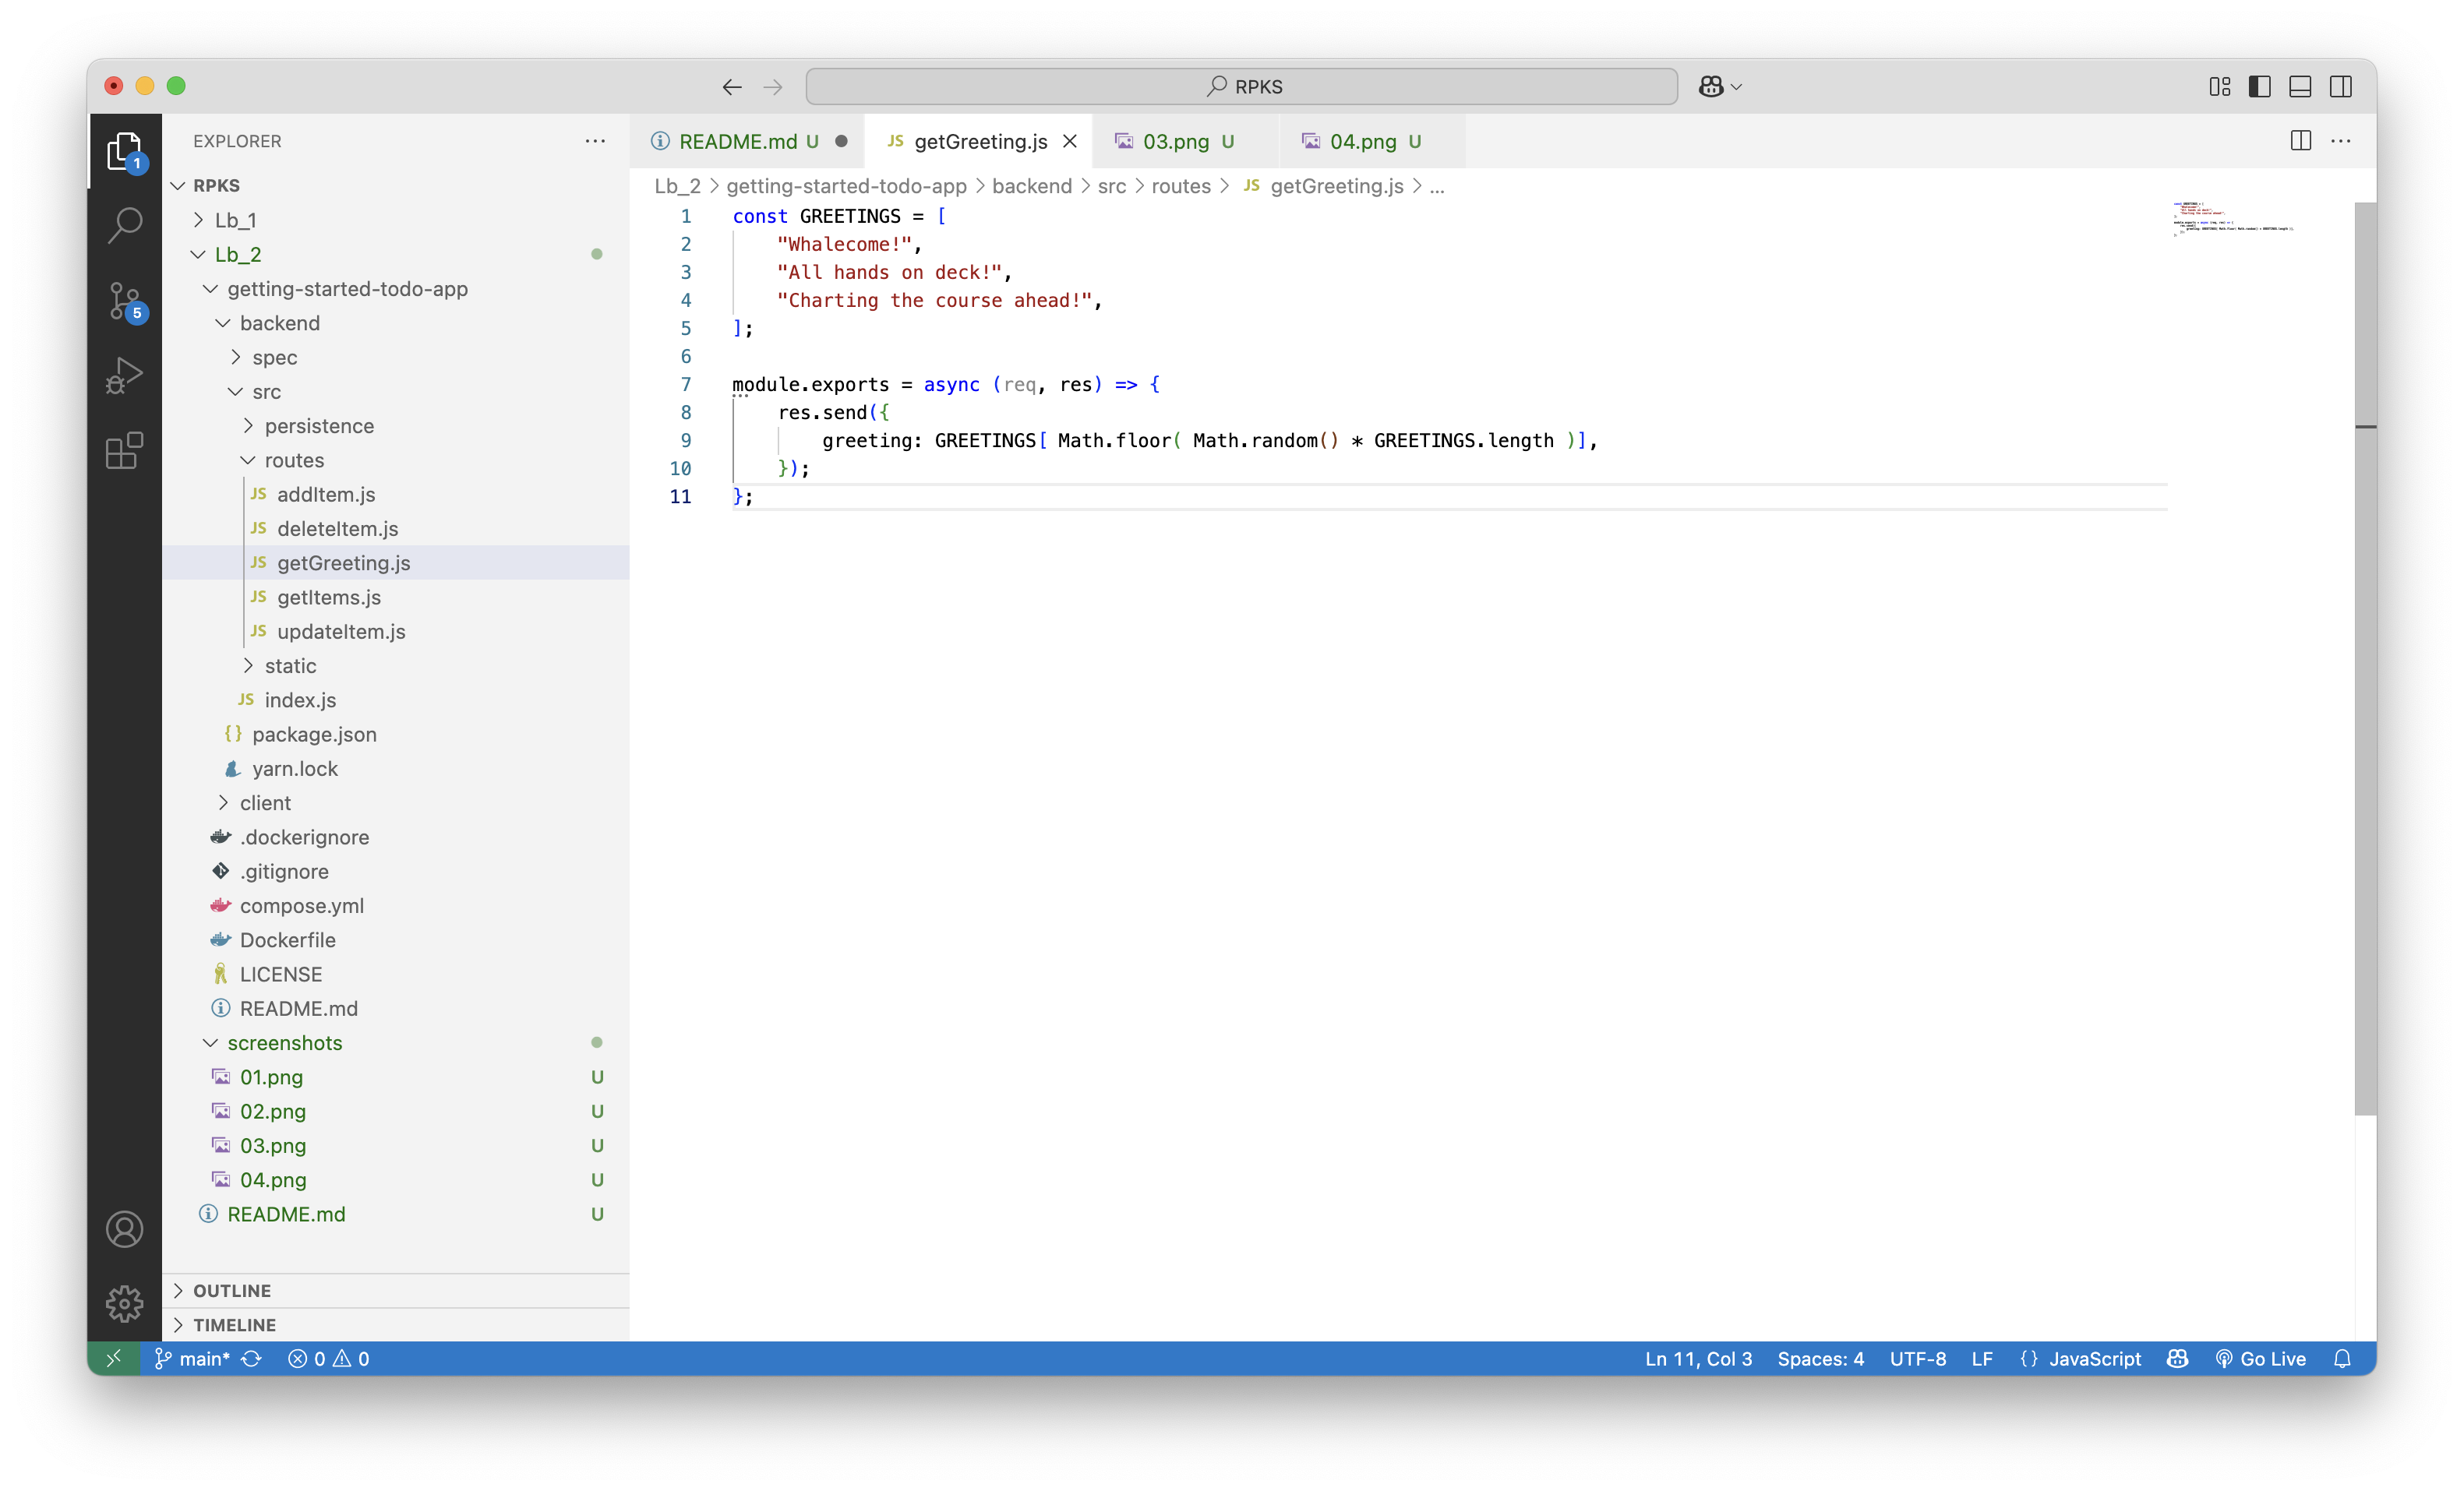 RPKS
EXPLORER
1
RPKS
Lb_1
Lb_2
getting-started-todo-app
5
backend
spec
src
persistence
routes
JS addItem.js
JS deleteItem.js
JS getGreeting.js
JS getItems.js
JS updateItem.js
static
JS index.js
{} package.json
yarn.lock
client
.dockerignore
.gitignore
compose.yml
Dockerfile
LICENSE
README.md
screenshots
01.png U
02.png U
03.png U
04.png U
README.md U
OUTLINE
TIMELINE
README.md U
JS getGreeting.js
03.png U
04.png U
Lb_2 > getting-started-todo-app > backend > src > routes > JS getGreeting.js > ...
1 const GREETINGS = [
2 "Whalecome!",
3 "All hands on deck!",
4 "Charting the course ahead!",
5 ];
6
7 module.exports = async (req, res) => {
8 res.send({
9 greeting: GREETINGS[ Math.floor( Math.random() * GREETINGS.length )],
10 });
11 };
main* 0 0 Ln 11, Col 3 Spaces: 4 UTF-8 LF {} JavaScript Go Live